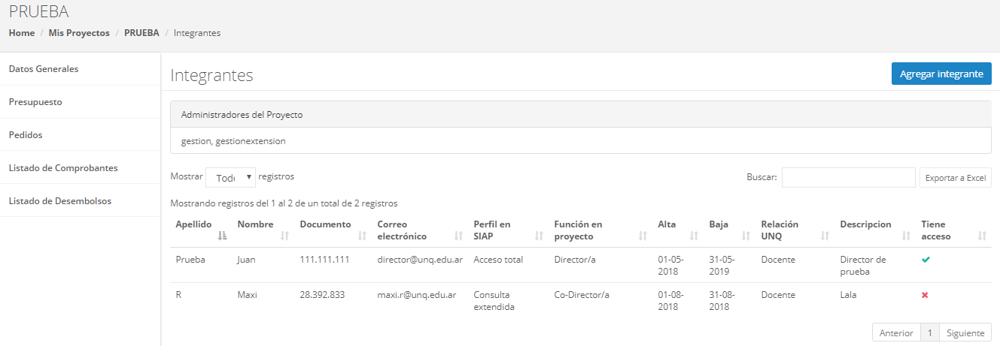 PRUEBA
Home / Mis Proyectos / PRUEBA / Integrantes
Datos Generales
Presupuesto
Pedidos
Listado de Comprobantes
Listado de Desembolsos
Integrantes
Agregar integrante
Administradores del Proyecto
gestion, gestionextension
Mostrar Todo registros
Buscar:
Exportar a Excel
Mostrando registros del 1 al 2 de un total de 2 registros
Apellido Nombre Documento Correo electrónico Perfil en SIAP Función en proyecto Alta Baja Relación UNQ Descripcion Tiene acceso
Prueba Juan 111.111.111 director@unq.edu.ar Acceso total Director/a 01-05-2018 31-05-2019 Docente Director de prueba
R Maxi 28.392.833 maxi.r@unq.edu.ar Consulta extendida Co-Director/a 01-08-2018 31-08-2018 Docente Lala
Anterior 1 Siguiente